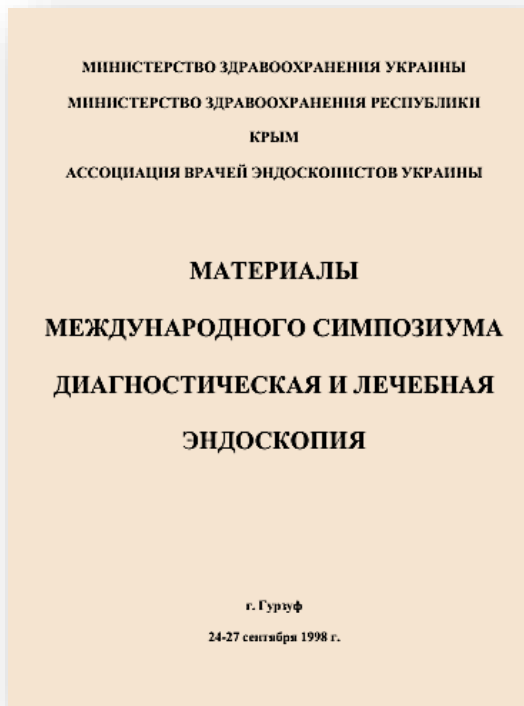 МИНИСТЕРСТВО ЗДРАВООХРАНЕНИЯ УКРАИНЫ
МИНИСТЕРСТВО ЗДРАВООХРАНЕНИЯ РЕСПУБЛИКИ
КРЫМ
АССОЦИАЦИЯ ВРАЧЕЙ ЭНДОСКОПИСТОВ УКРАИНЫ
МАТЕРИАЛЫ
МЕЖДУНАРОДНОГО СИМПОЗИУМА
ДИАГНОСТИЧЕСКАЯ И ЛЕЧЕБНАЯ
ЭНДОСКОПИЯ
г. Гурзуф
24-27 сентября 1998 г.